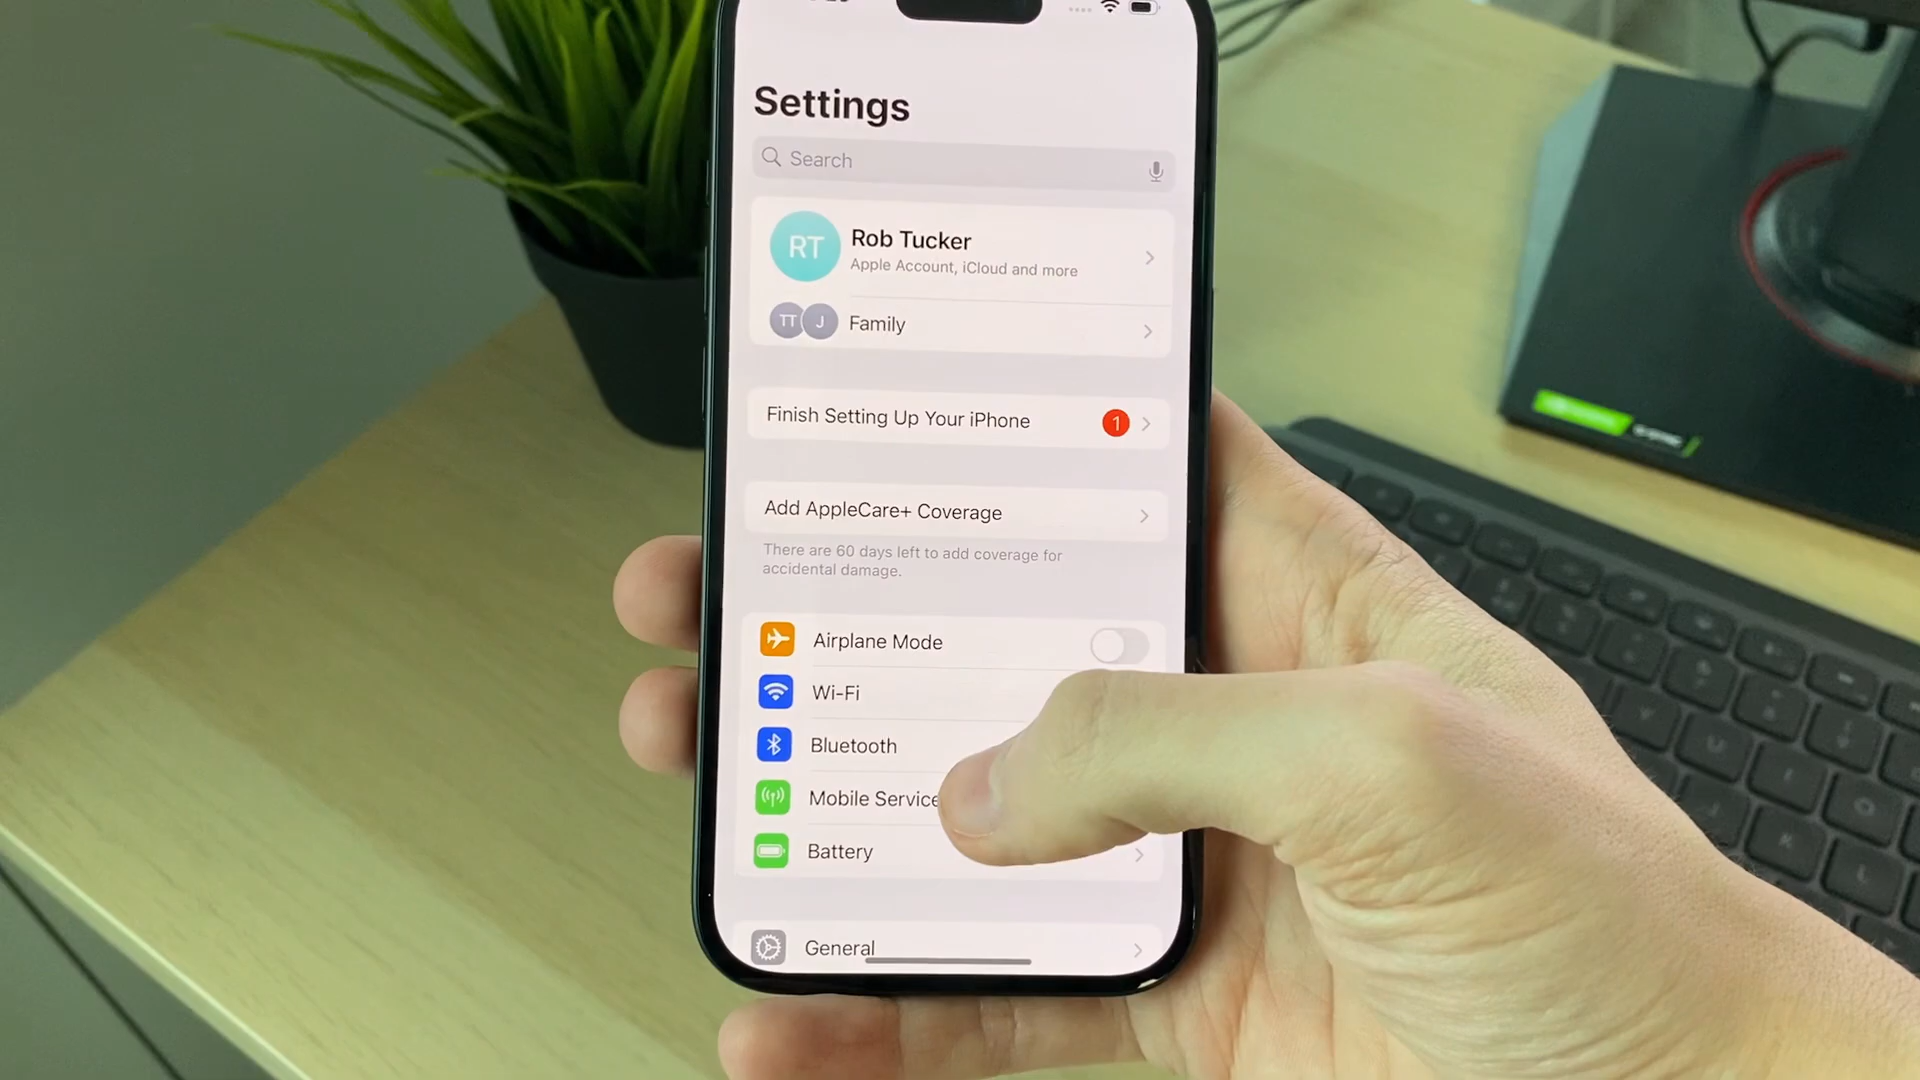 Settings
Search
RT
Rob Tucker
Apple Account, iCloud and more
TT
J
Family
Finish Setting Up Your iPhone
1
Add AppleCare+ Coverage
There are 60 days left to add coverage for
accidental damage.
Airplane Mode
Wi-Fi
Bluetooth
Mobile Service
Battery
General